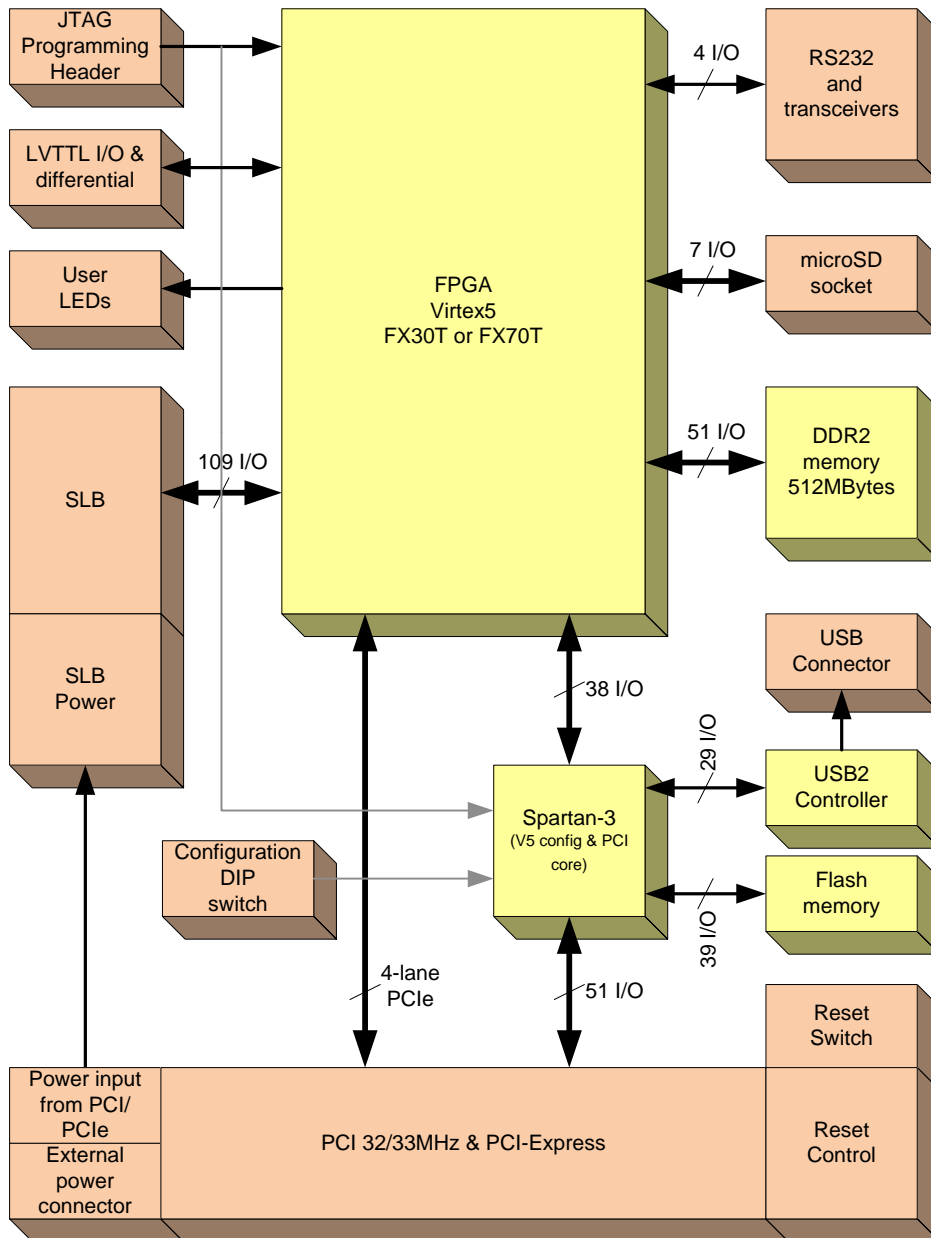 JTAG
Programming
Header
4 I/O
RS232
and
transceivers
LVTTL I/O &
differential
7 I/O
microSD
socket
User
LEDs
FPGA
Virtex5
FX30T or FX70T
SLB
109 I/O
51 I/O
DDR2
memory
512MBytes
SLB
Power
38 I/O
USB
Connector
29 I/O
USB2
Controller
Spartan-3
(V5 config & PCI
core)
Configuration
DIP
switch
39 I/O
Flash
memory
4-lane
PCIe
51 I/O
Reset
Switch
Power input
from PCI/
PCIe
External
power
connector
PCI 32/33MHz & PCI-Express
Reset
Control